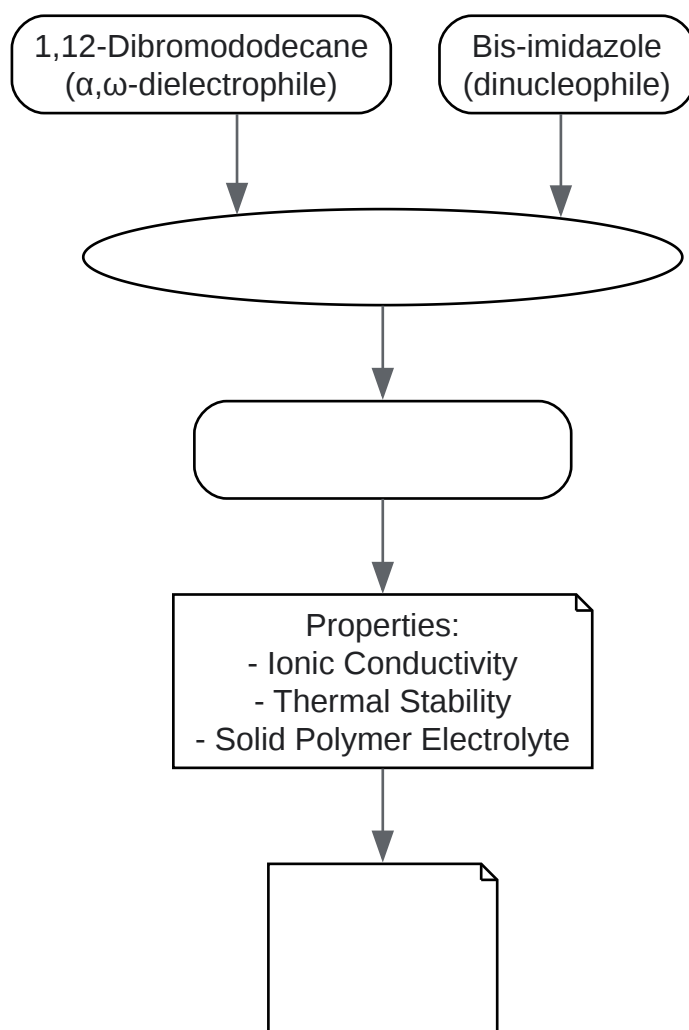 1,12-Dibromododecane
(α,ω-dielectrophile)
Bis-imidazole
(dinucleophile)
Properties:
- Ionic Conductivity
- Thermal Stability
- Solid Polymer Electrolyte